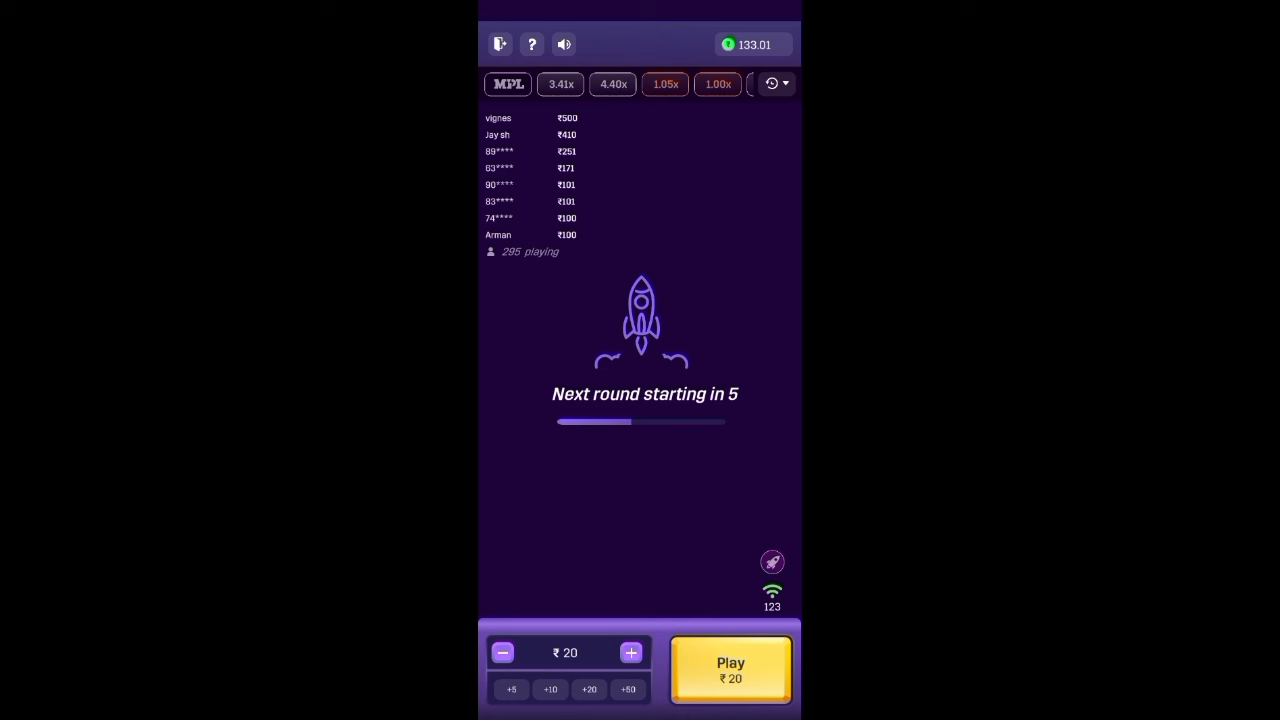 ? 133.01
MPL 3.41x 4.40x 1.05x 1.00x
vignes ₹500
Jay sh ₹410
89**** ₹251
63**** ₹171
90**** ₹101
83**** ₹101
74**** ₹100
Arman ₹100
295 playing
Next round starting in 5
123
− ₹ 20 +
Play
₹ 20
+5 +10 +20 +50